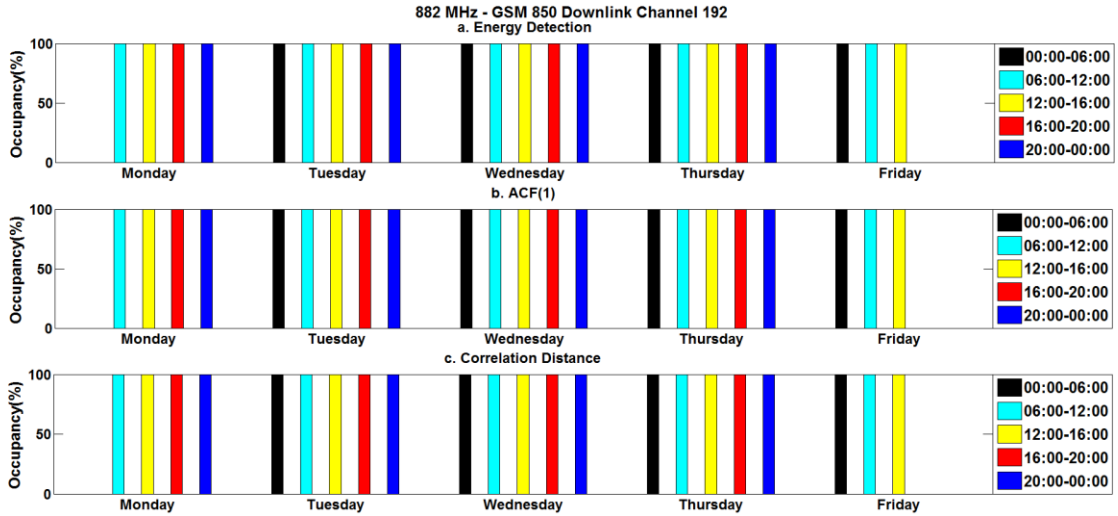 882 MHz - GSM 850 Downlink Channel 192
a. Energy Detection
Occupancy(%)
100
50
0
Monday
Tuesday
Wednesday
Thursday
Friday
00:00-06:00
06:00-12:00
12:00-16:00
16:00-20:00
20:00-00:00
b. ACF(1)
Occupancy(%)
100
50
0
Monday
Tuesday
Wednesday
Thursday
Friday
00:00-06:00
06:00-12:00
12:00-16:00
16:00-20:00
20:00-00:00
c. Correlation Distance
Occupancy(%)
100
50
0
Monday
Tuesday
Wednesday
Thursday
Friday
00:00-06:00
06:00-12:00
12:00-16:00
16:00-20:00
20:00-00:00